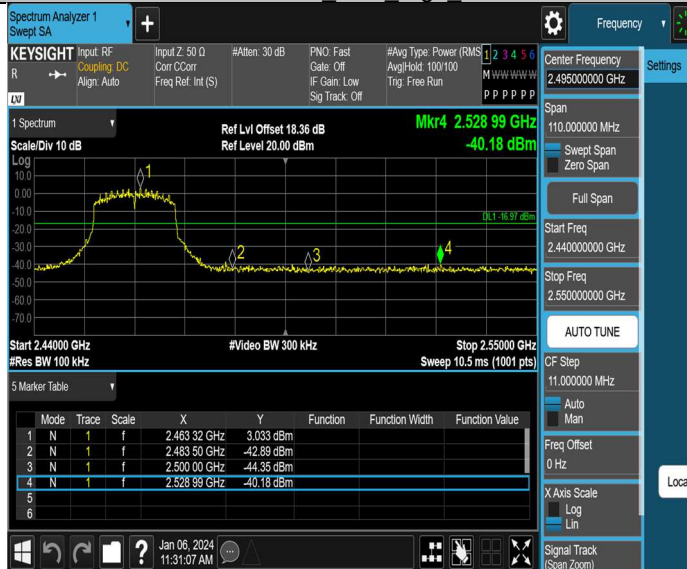 Spectrum Analyzer 1
Swept SA
+
Frequency
KEYSIGHT
R
LXI
Input: RF
Coupling: DC
Align: Auto
Input Z: 50 Ω
Corr CCorr
Freq Ref: Int (S)
#Atten: 30 dB
PNO: Fast
Gate: Off
IF Gain: Low
Sig Track: Off
#Avg Type: Power (RMS
Avg|Hold: 100/100
Trig: Free Run
1 2 3 4 5 6
M W W W W W
P P P P P P
Center Frequency
2.495000000 GHz
Settings
Span
110.000000 MHz
Swept Span
Zero Span
Full Span
Start Freq
2.440000000 GHz
Stop Freq
2.550000000 GHz
AUTO TUNE
CF Step
11.000000 MHz
Auto
Man
Freq Offset
0 Hz
X Axis Scale
Log
Lin
Signal Track
(Span Zoom)
Loca
1 Spectrum
Scale/Div 10 dB
Ref Lvl Offset 18.36 dB
Ref Level 20.00 dBm
Mkr4 2.528 99 GHz
-40.18 dBm
Log
10.0
0.00
-10.0
-20.0
-30.0
-40.0
-50.0
-60.0
-70.0
1
2
3
4
DL1 -16.97 dBm
Start 2.44000 GHz
#Res BW 100 kHz
#Video BW 300 kHz
Stop 2.55000 GHz
Sweep 10.5 ms (1001 pts)
5 Marker Table
Mode Trace Scale X Y Function Function Width Function Value
1 N 1 f 2.463 32 GHz 3.033 dBm
2 N 1 f 2.483 50 GHz -42.89 dBm
3 N 1 f 2.500 00 GHz -44.35 dBm
4 N 1 f 2.528 99 GHz -40.18 dBm
5
6
?
Jan 06, 2024
11:31:07 AM